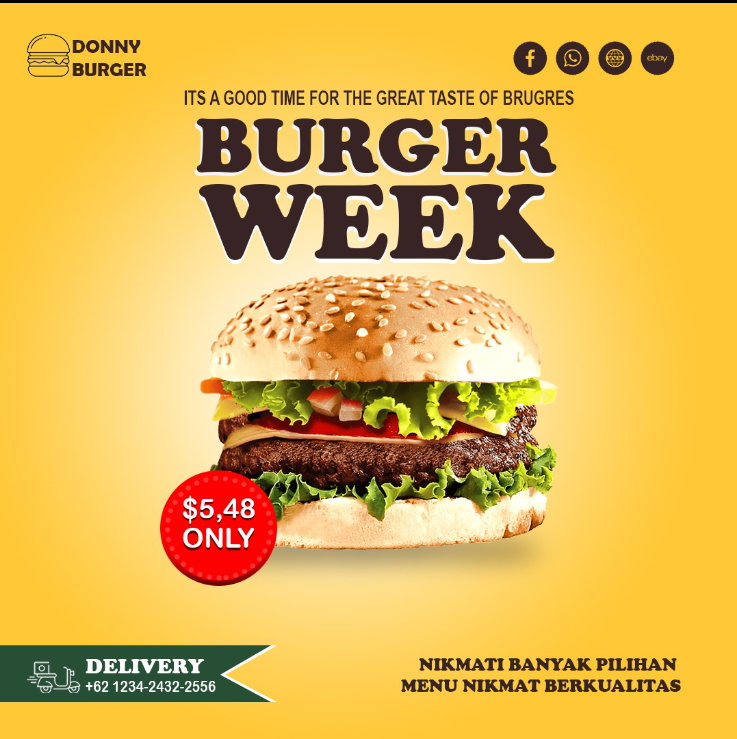 DONNY
BURGER
ebay
ITS A GOOD TIME FOR THE GREAT TASTE OF BRUGRES
BURGER
WEEK
$5,48
ONLY
DELIVERY
+62 1234-2432-2556
NIKMATI BANYAK PILIHAN
MENU NIKMAT BERKUALITAS